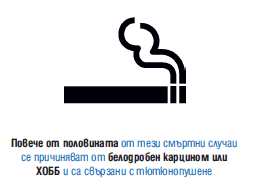 Повече от половината от тези смъртни случаи
се причиняват от белодробен карцином или
ХОББ и са свързани с тютюнопушене